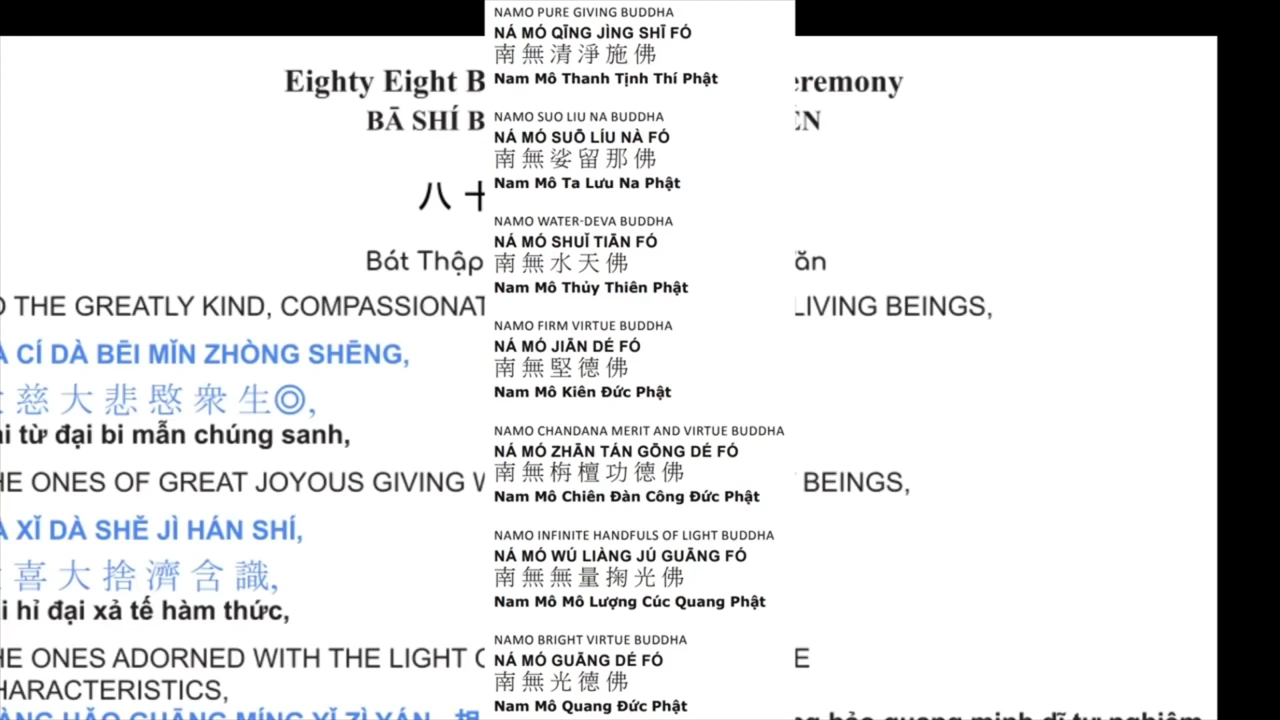 NAMO PURE GIVING BUDDHA
NÁ MÓ QĪNG JÌNG SHĪ FÓ
南無清淨施佛
Nam Mô Thanh Tịnh Thí Phật
NAMO SUO LIU NA BUDDHA
NÁ MÓ SUŌ LÍU NÀ FÓ
南無娑留那佛
Nam Mô Ta Lưu Na Phật
NAMO WATER-DEVA BUDDHA
NÁ MÓ SHUǏ TIĀN FÓ
南無水天佛
Nam Mô Thủy Thiên Phật
NAMO FIRM VIRTUE BUDDHA
NÁ MÓ JIĀN DÉ FÓ
南無堅德佛
Nam Mô Kiên Đức Phật
NAMO CHANDANA MERIT AND VIRTUE BUDDHA
NÁ MÓ ZHĀN TÁN GŌNG DÉ FÓ
南無栴檀功德佛
Nam Mô Chiên Đàn Công Đức Phật
NAMO INFINITE HANDFULS OF LIGHT BUDDHA
NÁ MÓ WÚ LIÀNG JÚ GUĀNG FÓ
南無無量掬光佛
Nam Mô Mô Lượng Cúc Quang Phật
NAMO BRIGHT VIRTUE BUDDHA
NÁ MÓ GUĀNG DÉ FÓ
南無光德佛
Nam Mô Quang Đức Phật
Eighty Eight
BĀ SHÍ
八
Bát Thập
THE GREATLY KIND, LIVING BEINGS,
CÍ DÀ BĒI MǏN ZHÒNG SHĒNG,
慈大悲愍衆生◎,
từ đại bi mẫn chúng sanh,
ONES OF GREAT JOYOUS GIVING BEINGS,
XǏ DÀ SHĚ JÌ HÁN SHÍ,
喜大捨濟含識,
hỉ đại xả tế hàm thức,
ONES ADORNED WITH THE LIGHT